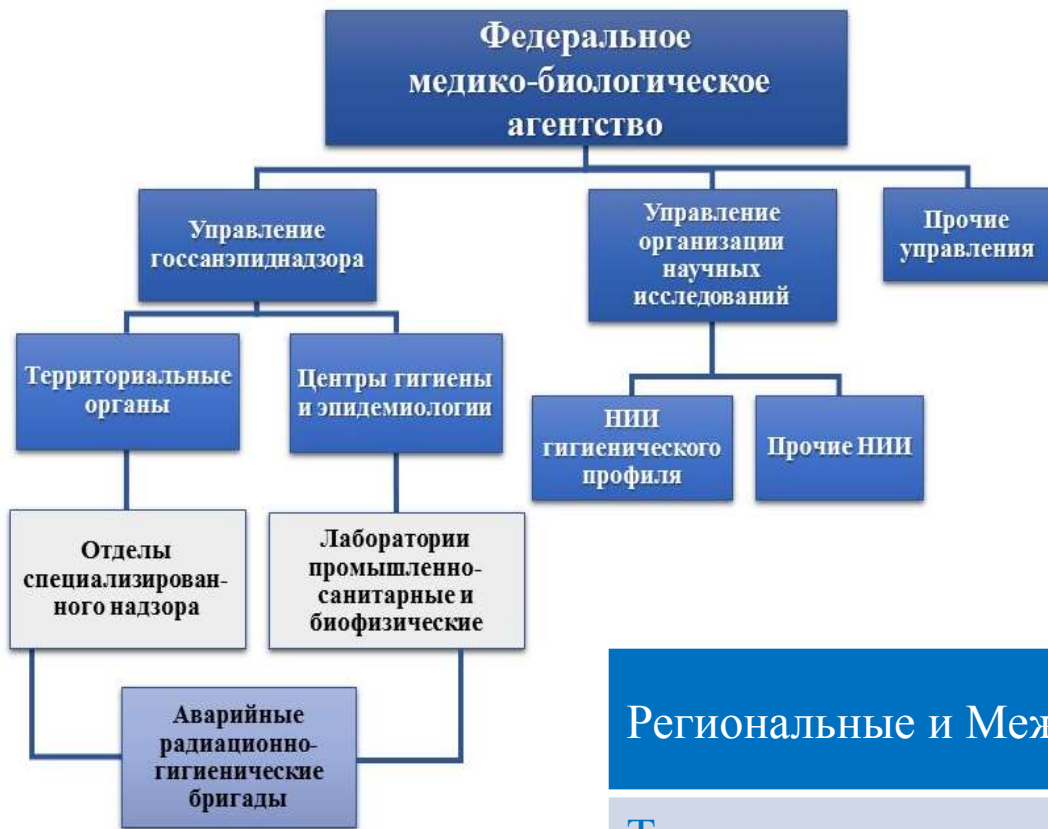 Федеральное
медико-биологическое
агентство
Управление
госсанэпиднадзора
Управление
организации
научных
исследований
Прочие
управления
Территориальные
органы
Центры гигиены
и эпидемиологии
НИИ
гигиенического
профиля
Прочие НИИ
Отделы
специализирован-
ного надзора
Лаборатории
промышленно-
санитарные и
биофизические
Аварийные
радиационно-
гигиенические
бригады
Региональные и Меж